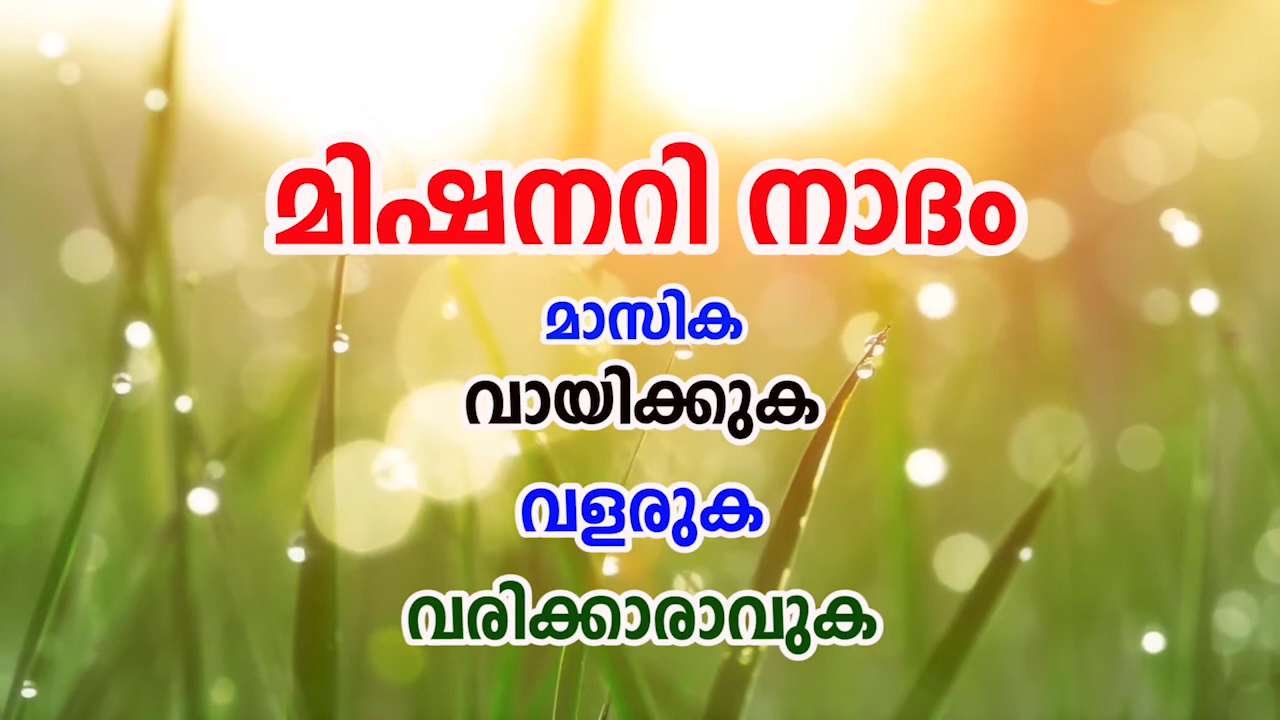 മിഷനറി നാദം
മാസിക
വായിക്കുക
വളരുക
വരിക്കാരാവുക